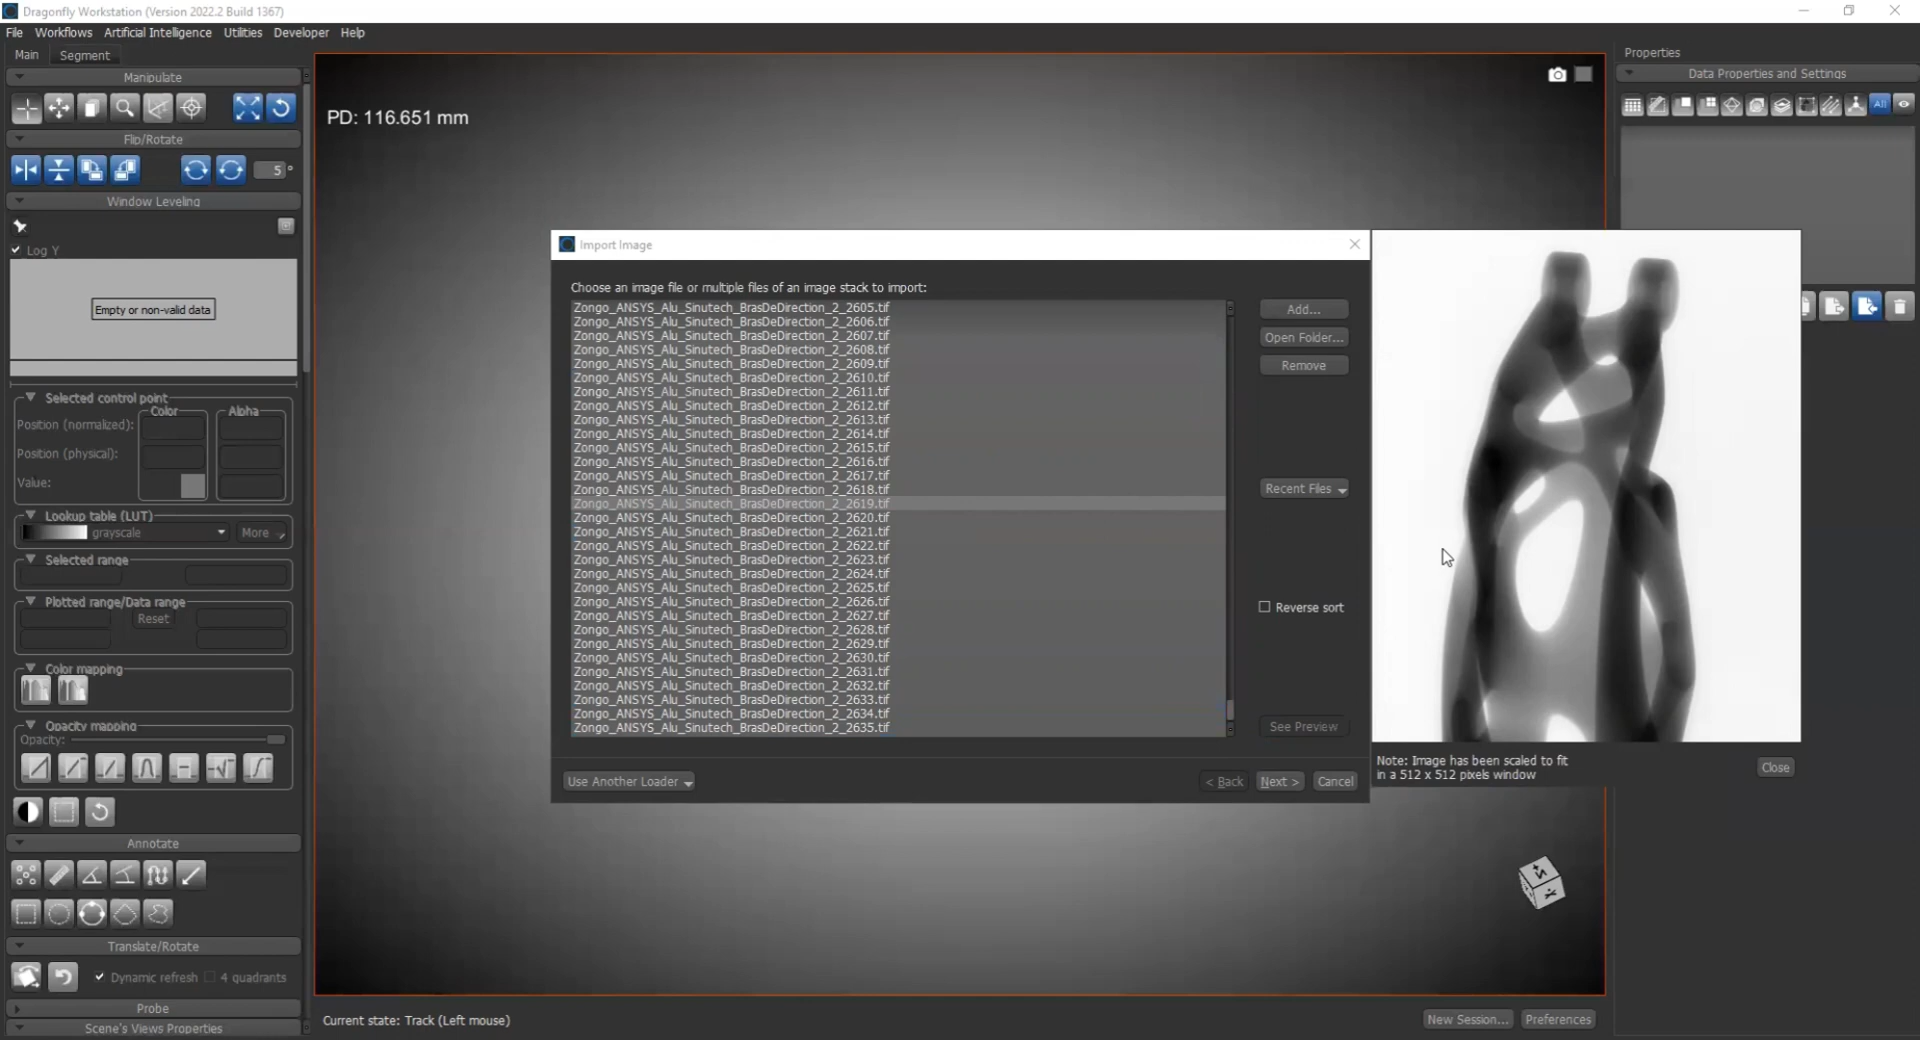 Dragonfly Workstation (Version 2022.2 Build 1367)
File Workflows Artificial Intelligence Utilities Developer Help
Main Segment
Manipulate
Flip/Rotate
5 °
Window Leveling
Log Y
Empty or non-valid data
Selected control point
Color Alpha
Position (normalized):
Position (physical):
Value:
Lookup table (LUT)
grayscale More
Selected range
Plotted range/Data range
Reset
Color mapping
Opacity mapping
Opacity:
Annotate
Translate/Rotate
Dynamic refresh 4 quadrants
Probe
Scene's Views Properties
PD: 116.651 mm
Import Image
Choose an image file or multiple files of an image stack to import:
Zongo_ANSYS_Alu_Sinutech_BrasDeDirection_2_2605.tif
Zongo_ANSYS_Alu_Sinutech_BrasDeDirection_2_2606.tif
Zongo_ANSYS_Alu_Sinutech_BrasDeDirection_2_2607.tif
Zongo_ANSYS_Alu_Sinutech_BrasDeDirection_2_2608.tif
Zongo_ANSYS_Alu_Sinutech_BrasDeDirection_2_2609.tif
Zongo_ANSYS_Alu_Sinutech_BrasDeDirection_2_2610.tif
Zongo_ANSYS_Alu_Sinutech_BrasDeDirection_2_2611.tif
Zongo_ANSYS_Alu_Sinutech_BrasDeDirection_2_2612.tif
Zongo_ANSYS_Alu_Sinutech_BrasDeDirection_2_2613.tif
Zongo_ANSYS_Alu_Sinutech_BrasDeDirection_2_2614.tif
Zongo_ANSYS_Alu_Sinutech_BrasDeDirection_2_2615.tif
Zongo_ANSYS_Alu_Sinutech_BrasDeDirection_2_2616.tif
Zongo_ANSYS_Alu_Sinutech_BrasDeDirection_2_2617.tif
Zongo_ANSYS_Alu_Sinutech_BrasDeDirection_2_2618.tif
Zongo_ANSYS_Alu_Sinutech_BrasDeDirection_2_2619.tif
Zongo_ANSYS_Alu_Sinutech_BrasDeDirection_2_2620.tif
Zongo_ANSYS_Alu_Sinutech_BrasDeDirection_2_2621.tif
Zongo_ANSYS_Alu_Sinutech_BrasDeDirection_2_2622.tif
Zongo_ANSYS_Alu_Sinutech_BrasDeDirection_2_2623.tif
Zongo_ANSYS_Alu_Sinutech_BrasDeDirection_2_2624.tif
Zongo_ANSYS_Alu_Sinutech_BrasDeDirection_2_2625.tif
Zongo_ANSYS_Alu_Sinutech_BrasDeDirection_2_2626.tif
Zongo_ANSYS_Alu_Sinutech_BrasDeDirection_2_2627.tif
Zongo_ANSYS_Alu_Sinutech_BrasDeDirection_2_2628.tif
Zongo_ANSYS_Alu_Sinutech_BrasDeDirection_2_2629.tif
Zongo_ANSYS_Alu_Sinutech_BrasDeDirection_2_2630.tif
Zongo_ANSYS_Alu_Sinutech_BrasDeDirection_2_2631.tif
Zongo_ANSYS_Alu_Sinutech_BrasDeDirection_2_2632.tif
Zongo_ANSYS_Alu_Sinutech_BrasDeDirection_2_2633.tif
Zongo_ANSYS_Alu_Sinutech_BrasDeDirection_2_2634.tif
Zongo_ANSYS_Alu_Sinutech_BrasDeDirection_2_2635.tif
Add...
Open Folder...
Remove
Recent Files
Reverse sort
See Preview
Use Another Loader < Back Next > Cancel
Note: Image has been scaled to fit
in a 512 x 512 pixels window
Close
Current state: Track (Left mouse)
New Session... Preferences
Properties
Data Properties and Settings
All